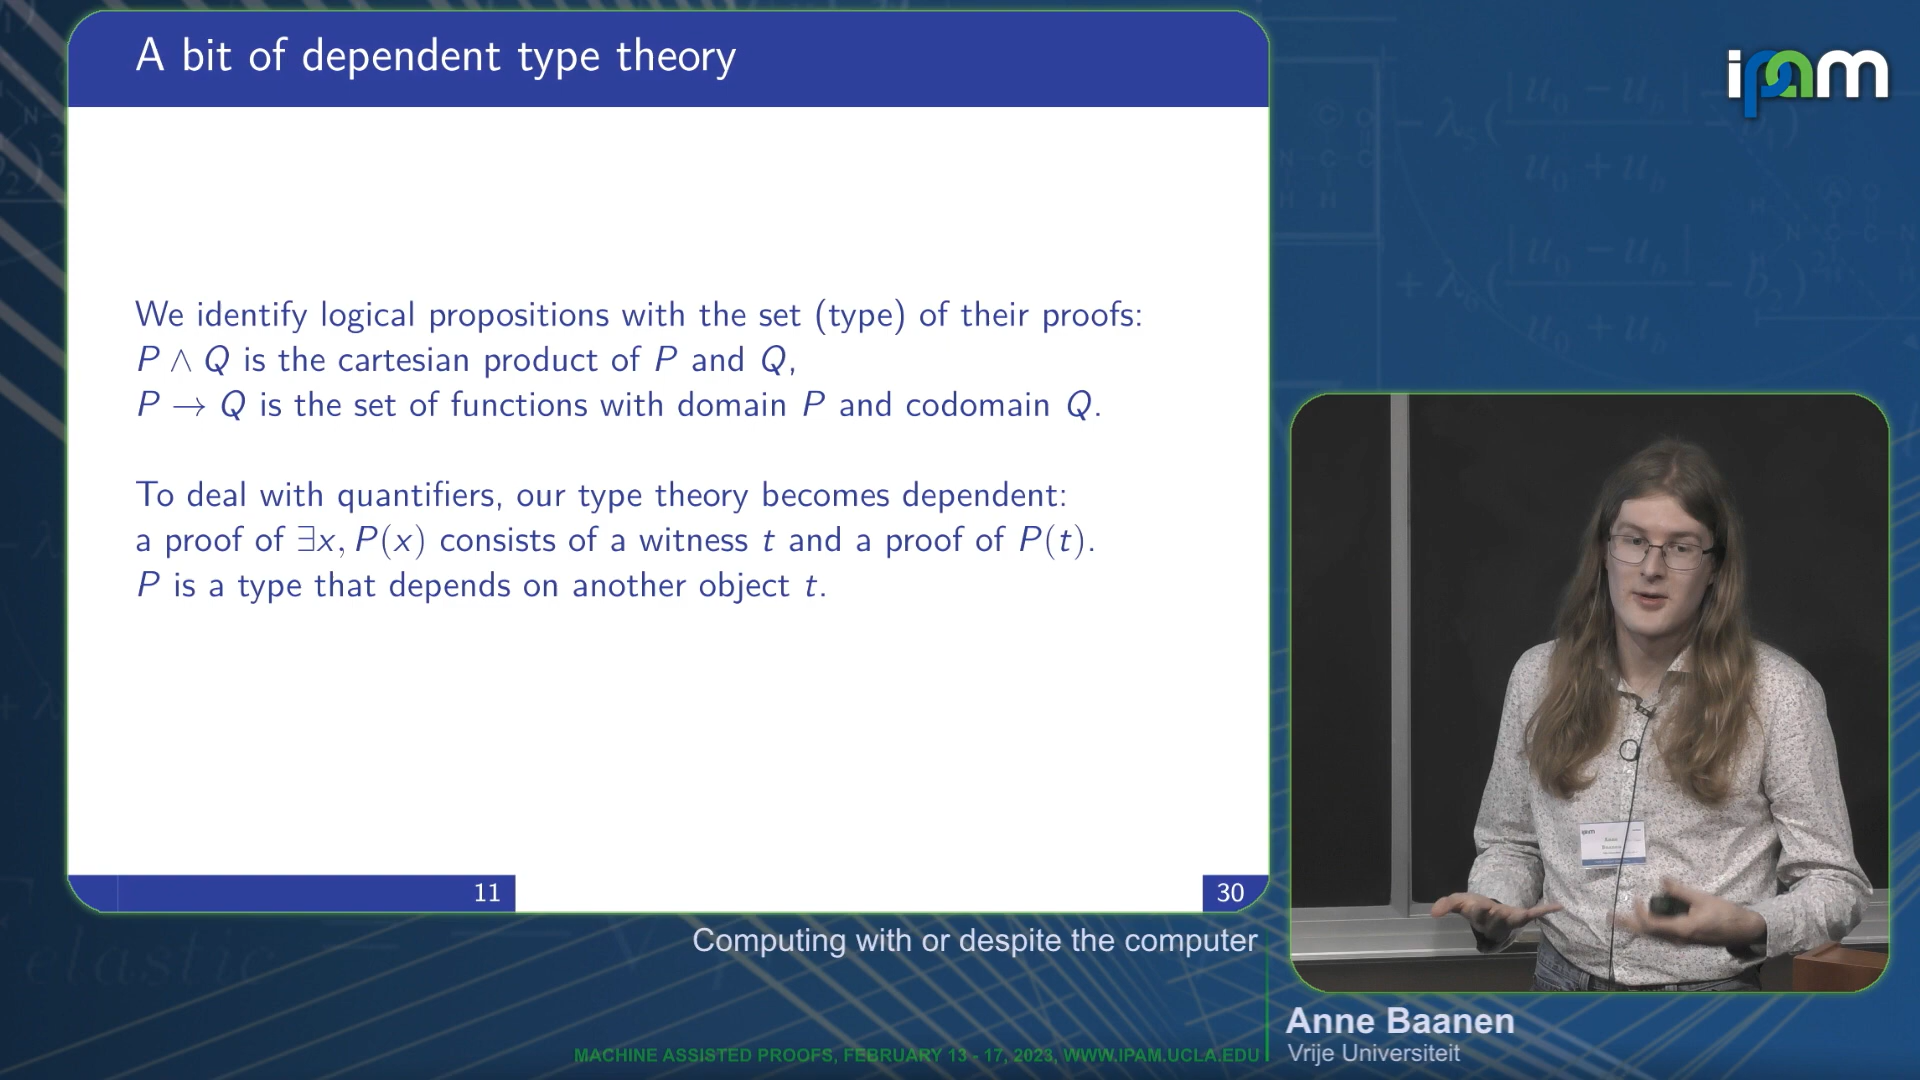 A bit of dependent type theory
We identify logical propositions with the set (type) of their proofs:
P ∧ Q is the cartesian product of P and Q,
P → Q is the set of functions with domain P and codomain Q.
To deal with quantifiers, our type theory becomes dependent:
a proof of ∃x, P(x) consists of a witness t and a proof of P(t).
P is a type that depends on another object t.
11
30
ipam
Anne
Baanen
Computing with or despite the computer
Anne Baanen
Vrije Universiteit
MACHINE ASSISTED PROOFS, FEBRUARY 13 - 17, 2023, WWW.IPAM.UCLA.EDU
elastic